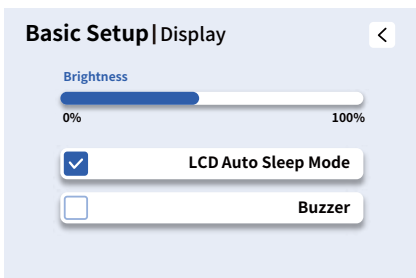 Basic Setup|Display
Brightness
0% 100%
LCD Auto Sleep Mode
Buzzer